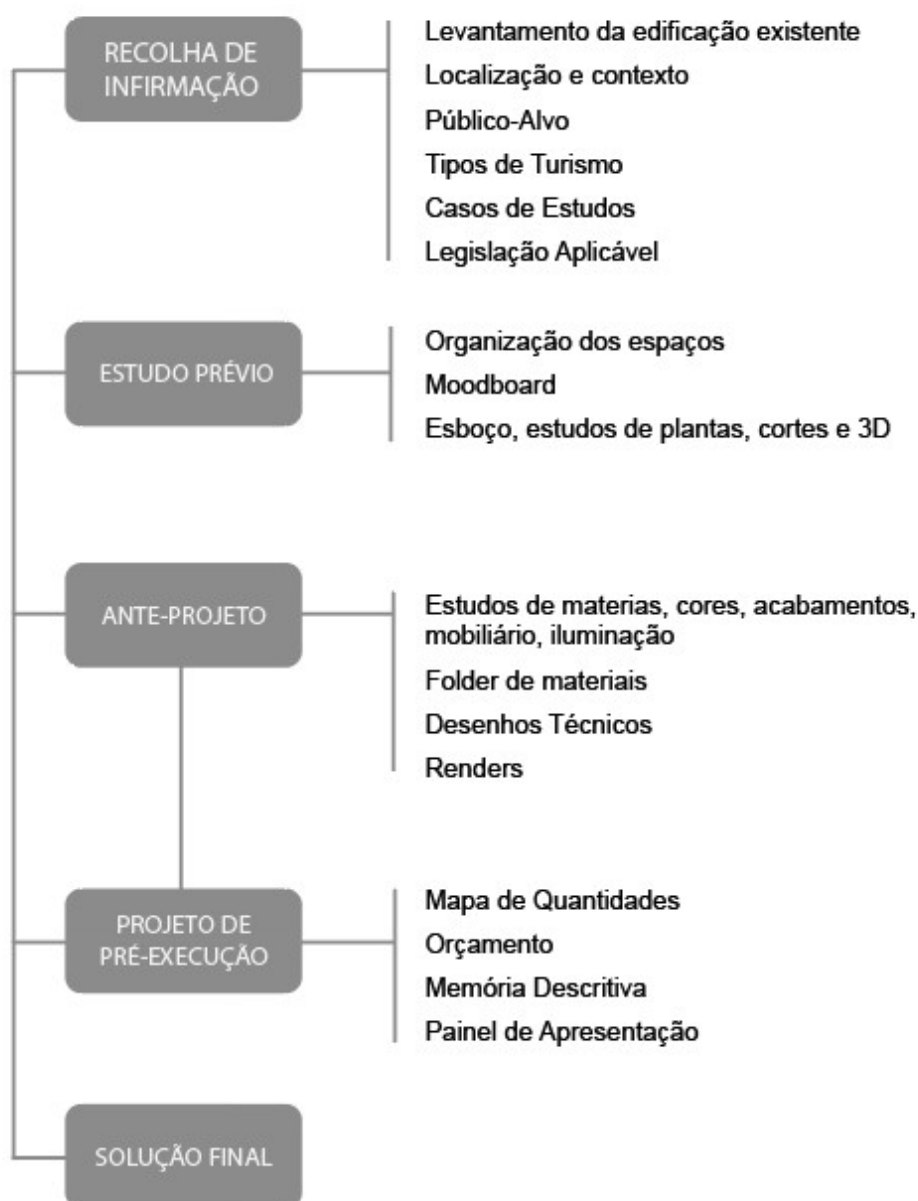 RECOLHA DE
INFIRMAÇÃO
Levantamento da edificação existente
Localização e contexto
Público-Alvo
Tipos de Turismo
Casos de Estudos
Legislação Aplicável
ESTUDO PRÉVIO
Organização dos espaços
Moodboard
Esboço, estudos de plantas, cortes e 3D
ANTE-PROJETO
Estudos de materias, cores, acabamentos,
mobiliário, iluminação
Folder de materiais
Desenhos Técnicos
Renders
PROJETO DE
PRÉ-EXECUÇÃO
Mapa de Quantidades
Orçamento
Memória Descritiva
Painel de Apresentação
SOLUÇÃO FINAL